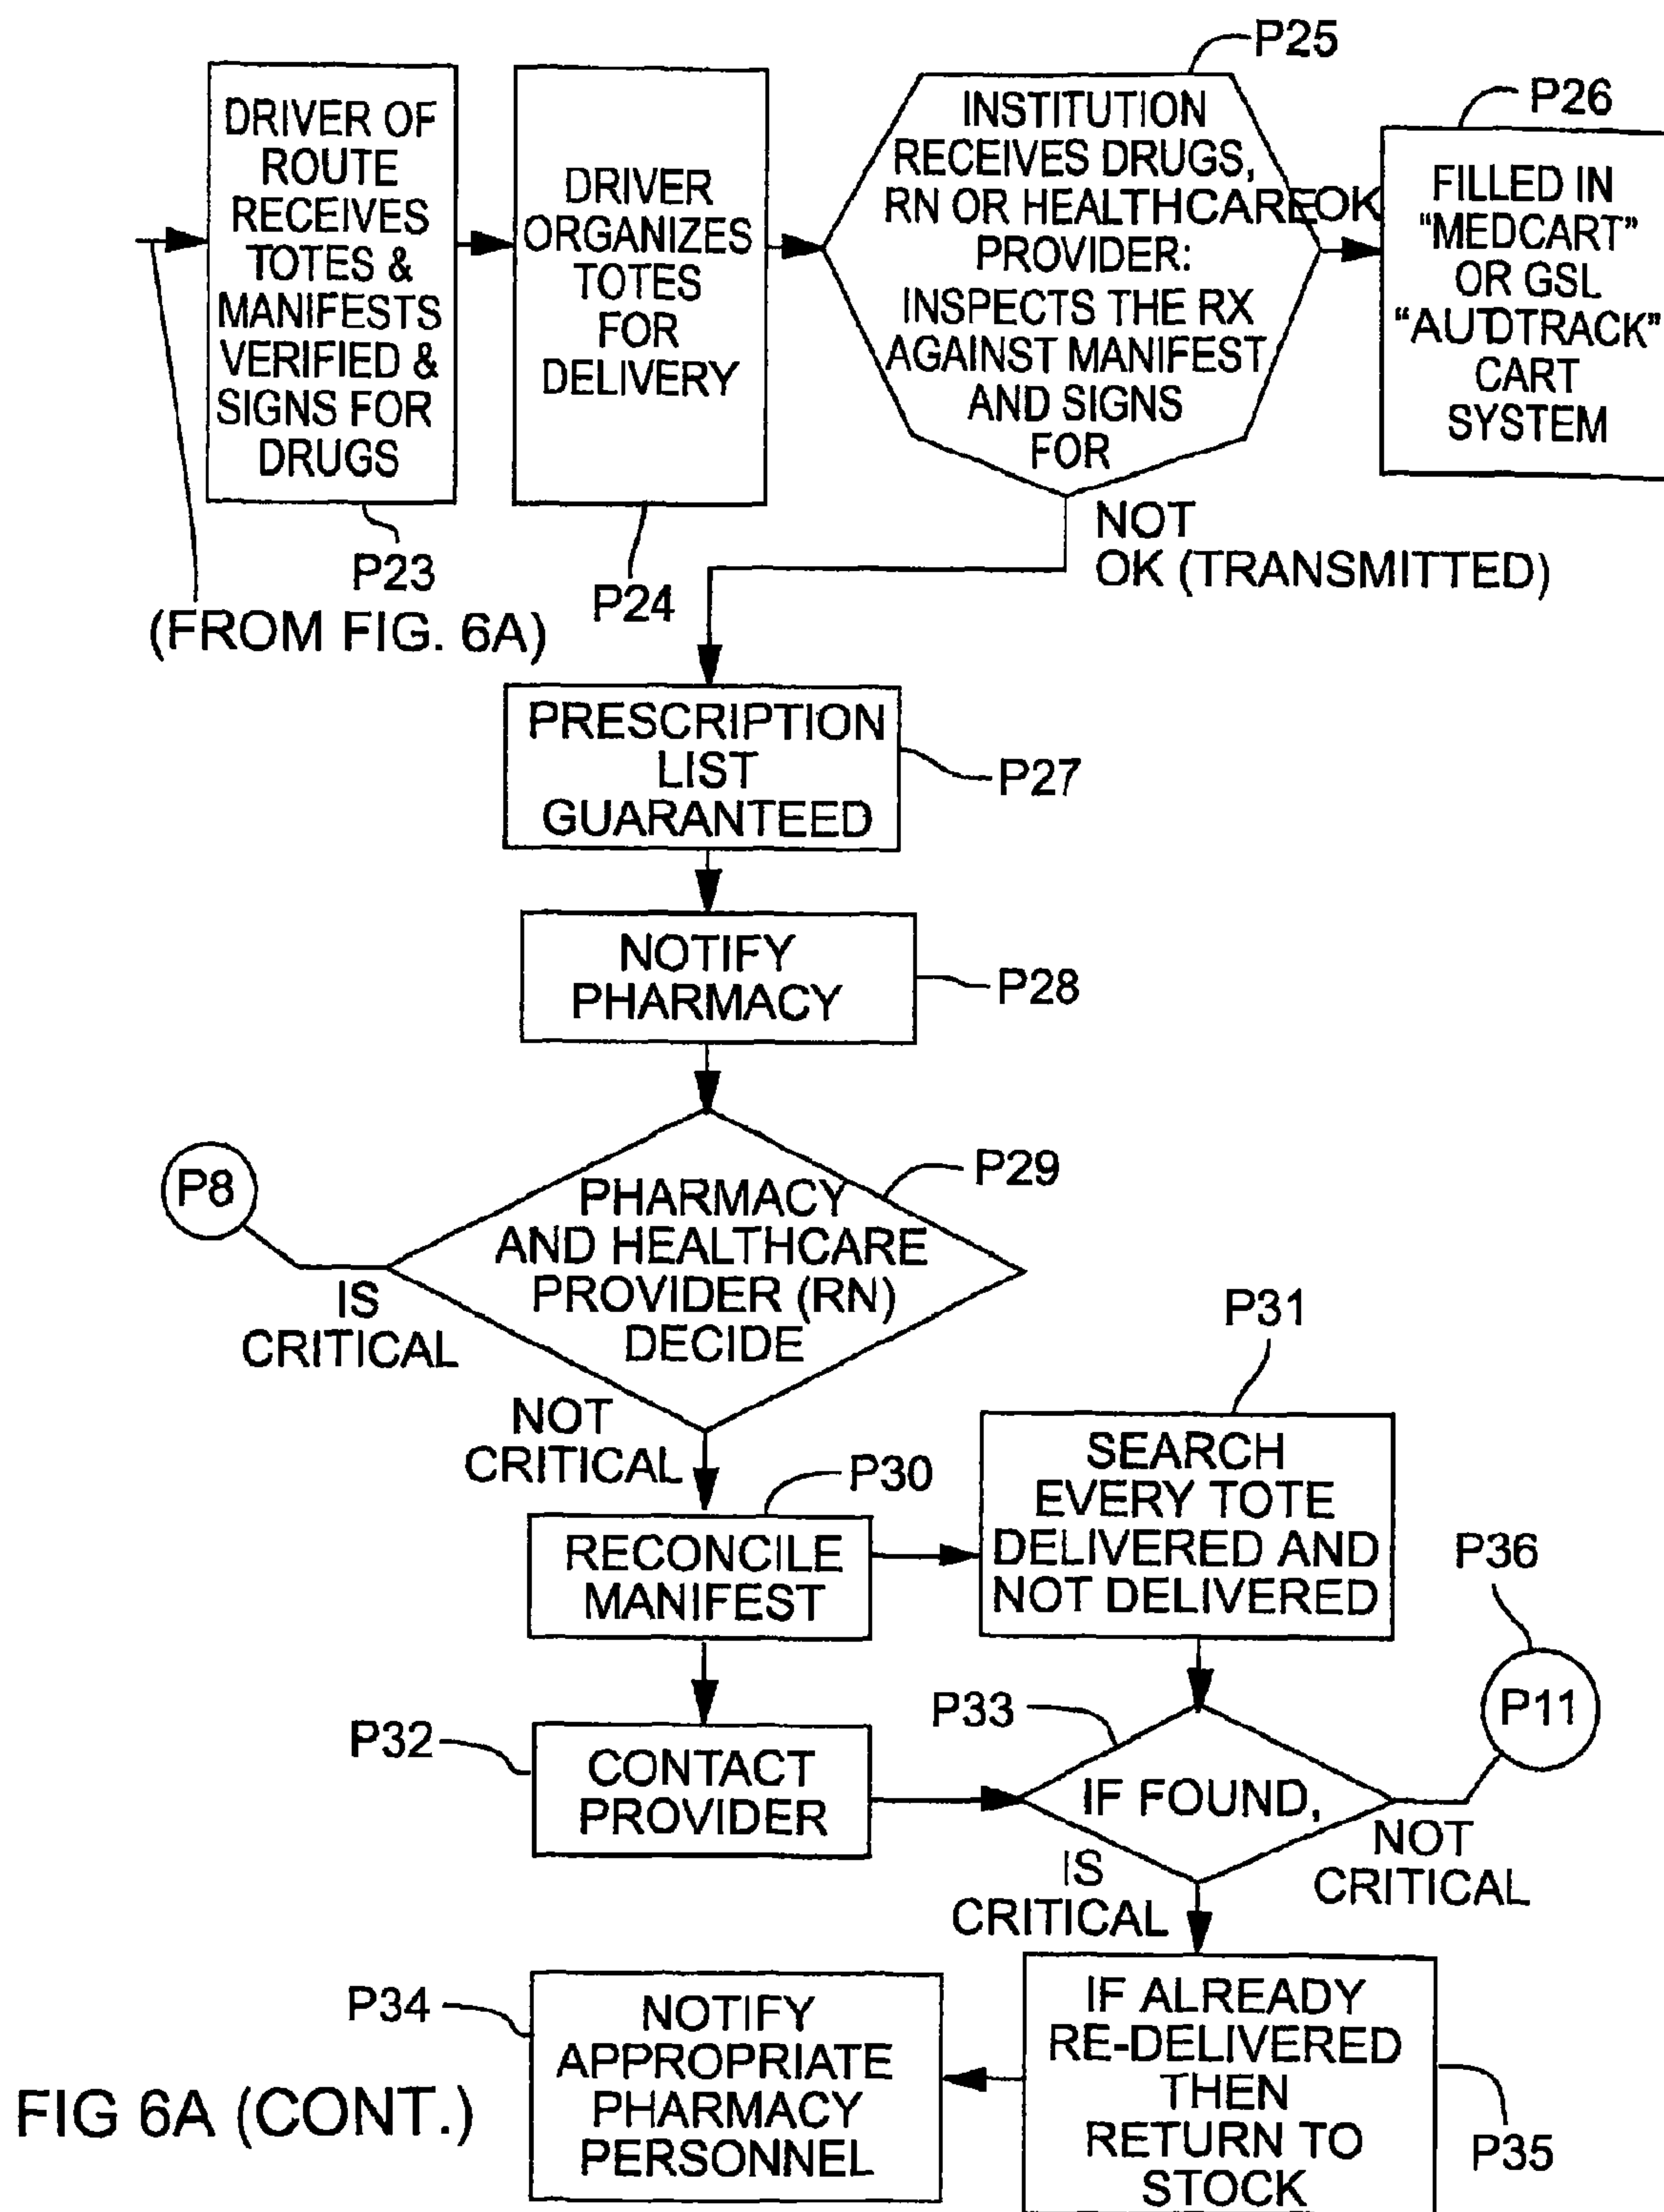 P25
P26
DRIVER OF
ROUTE
RECEIVES
TOTES &
MANIFESTS
VERIFIED &
SIGNS FOR
DRUGS
DRIVER
ORGANIZES
TOTES
FOR
DELIVERY
INSTITUTION
RECEIVES DRUGS,
RN OR HEALTHCARE
PROVIDER:
INSPECTS THE RX
AGAINST MANIFEST
AND SIGNS
FOR
OK
FILLED IN
“MEDCART”
OR GSL
“AUTOTRACK”
CART
SYSTEM
P23
(FROM FIG. 6A)
P24
NOT
OK (TRANSMITTED)
PRESCRIPTION
LIST
GUARANTEED
P27
NOTIFY
PHARMACY
P28
P8
P29
PHARMACY
AND HEALTHCARE
PROVIDER (RN)
DECIDE
IS
CRITICAL
NOT
CRITICAL
P30
RECONCILE
MANIFEST
P31
SEARCH
EVERY TOTE
DELIVERED AND
NOT DELIVERED
P36
P11
P32
CONTACT
PROVIDER
P33
IF FOUND,
NOT
CRITICAL
IS
CRITICAL
P34
NOTIFY
APPROPRIATE
PHARMACY
PERSONNEL
IF ALREADY
RE-DELIVERED
THEN
RETURN TO
STOCK
P35
FIG 6A (CONT.)